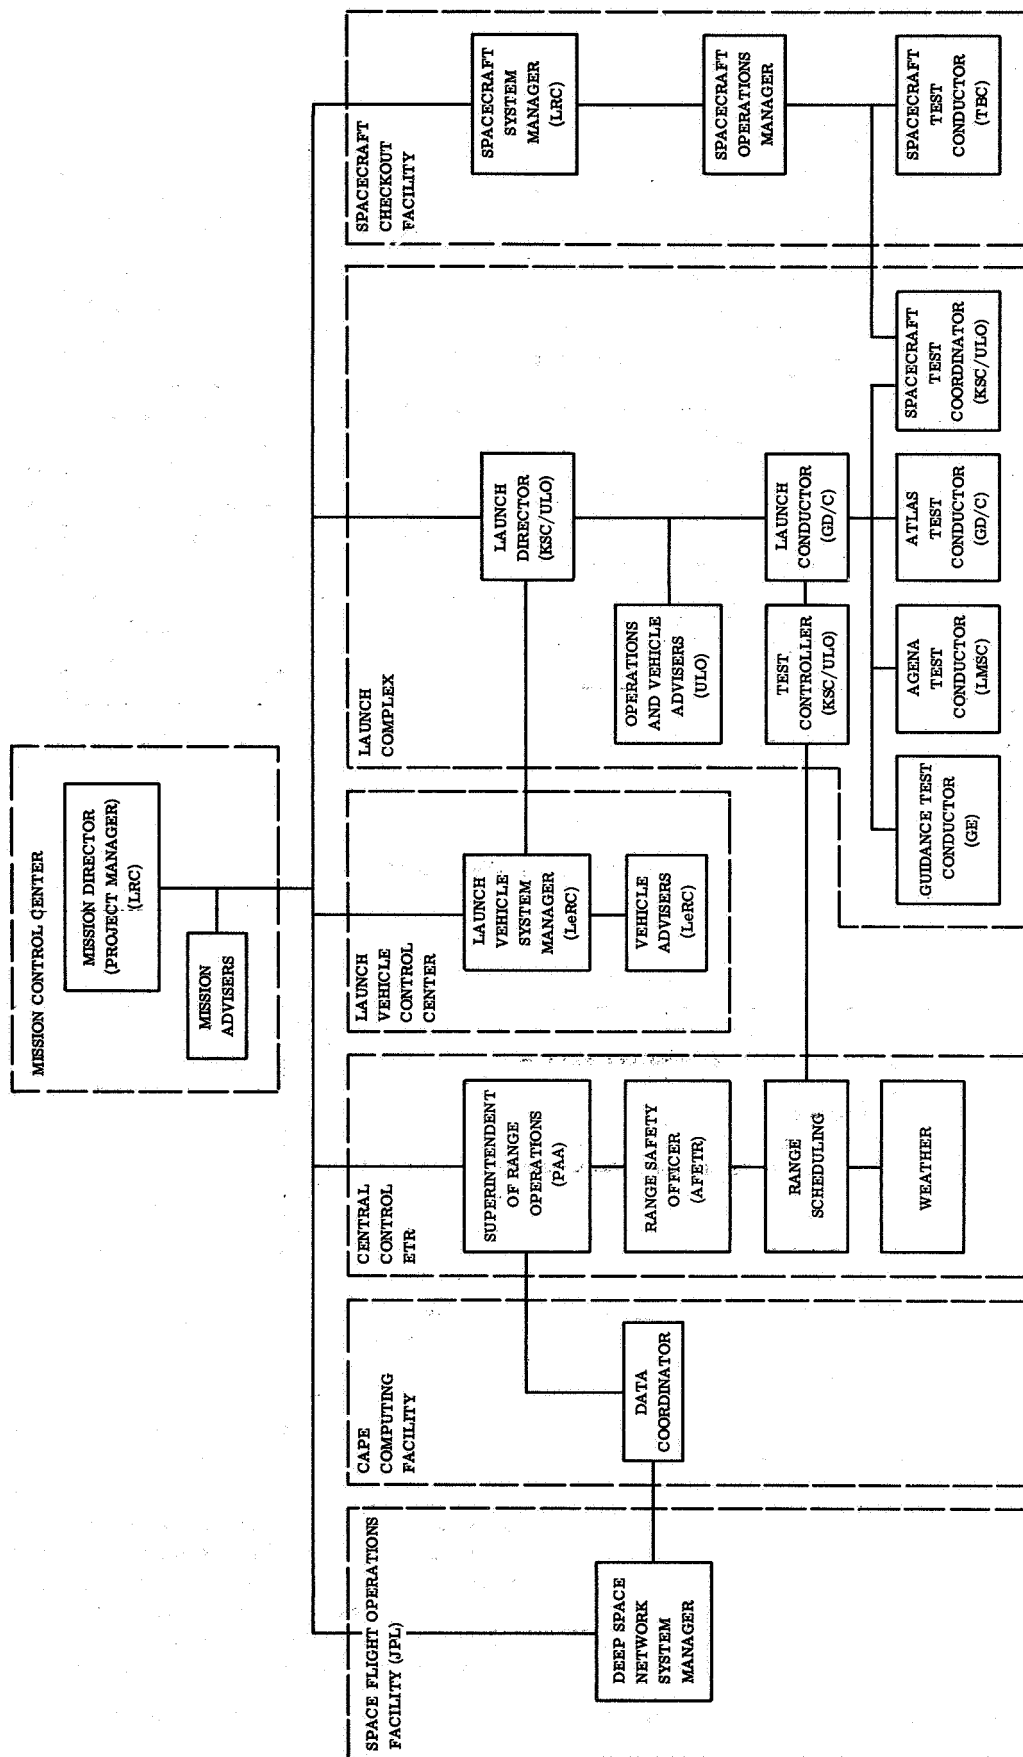 MISSION CONTROL CENTER
MISSION DIRECTOR
(PROJECT MANAGER)
(LRC)
MISSION
ADVISERS
SPACE FLIGHT OPERATIONS
FACILITY (JPL)
DEEP SPACE
NETWORK
SYSTEM
MANAGER
CAPE
COMPUTING
FACILITY
DATA
COORDINATOR
CENTRAL
CONTROL
ETR
SUPERINTENDENT
OF RANGE
OPERATIONS
(PAA)
RANGE SAFETY
OFFICER
(AFETR)
RANGE
SCHEDULING
WEATHER
LAUNCH
VEHICLE
CONTROL
CENTER
LAUNCH
VEHICLE
SYSTEM
MANAGER
(LeRC)
VEHICLE
ADVISERS
(LeRC)
LAUNCH
COMPLEX
LAUNCH
DIRECTOR
(KSC/ULO)
OPERATIONS
AND VEHICLE
ADVISERS
(ULO)
TEST
CONTROLLER
(KSC/ULO)
LAUNCH
CONDUCTOR
(GD/C)
GUIDANCE TEST
CONDUCTOR
(GE)
AGENA
TEST
CONDUCTOR
(LMSC)
ATLAS
TEST
CONDUCTOR
(GD/C)
SPACECRAFT
TEST
COORDINATOR
(KSC/ULO)
SPACECRAFT
CHECKOUT
FACILITY
SPACECRAFT
SYSTEM
MANAGER
(LRC)
SPACECRAFT
OPERATIONS
MANAGER
SPACECRAFT
TEST
CONDUCTOR
(TBC)